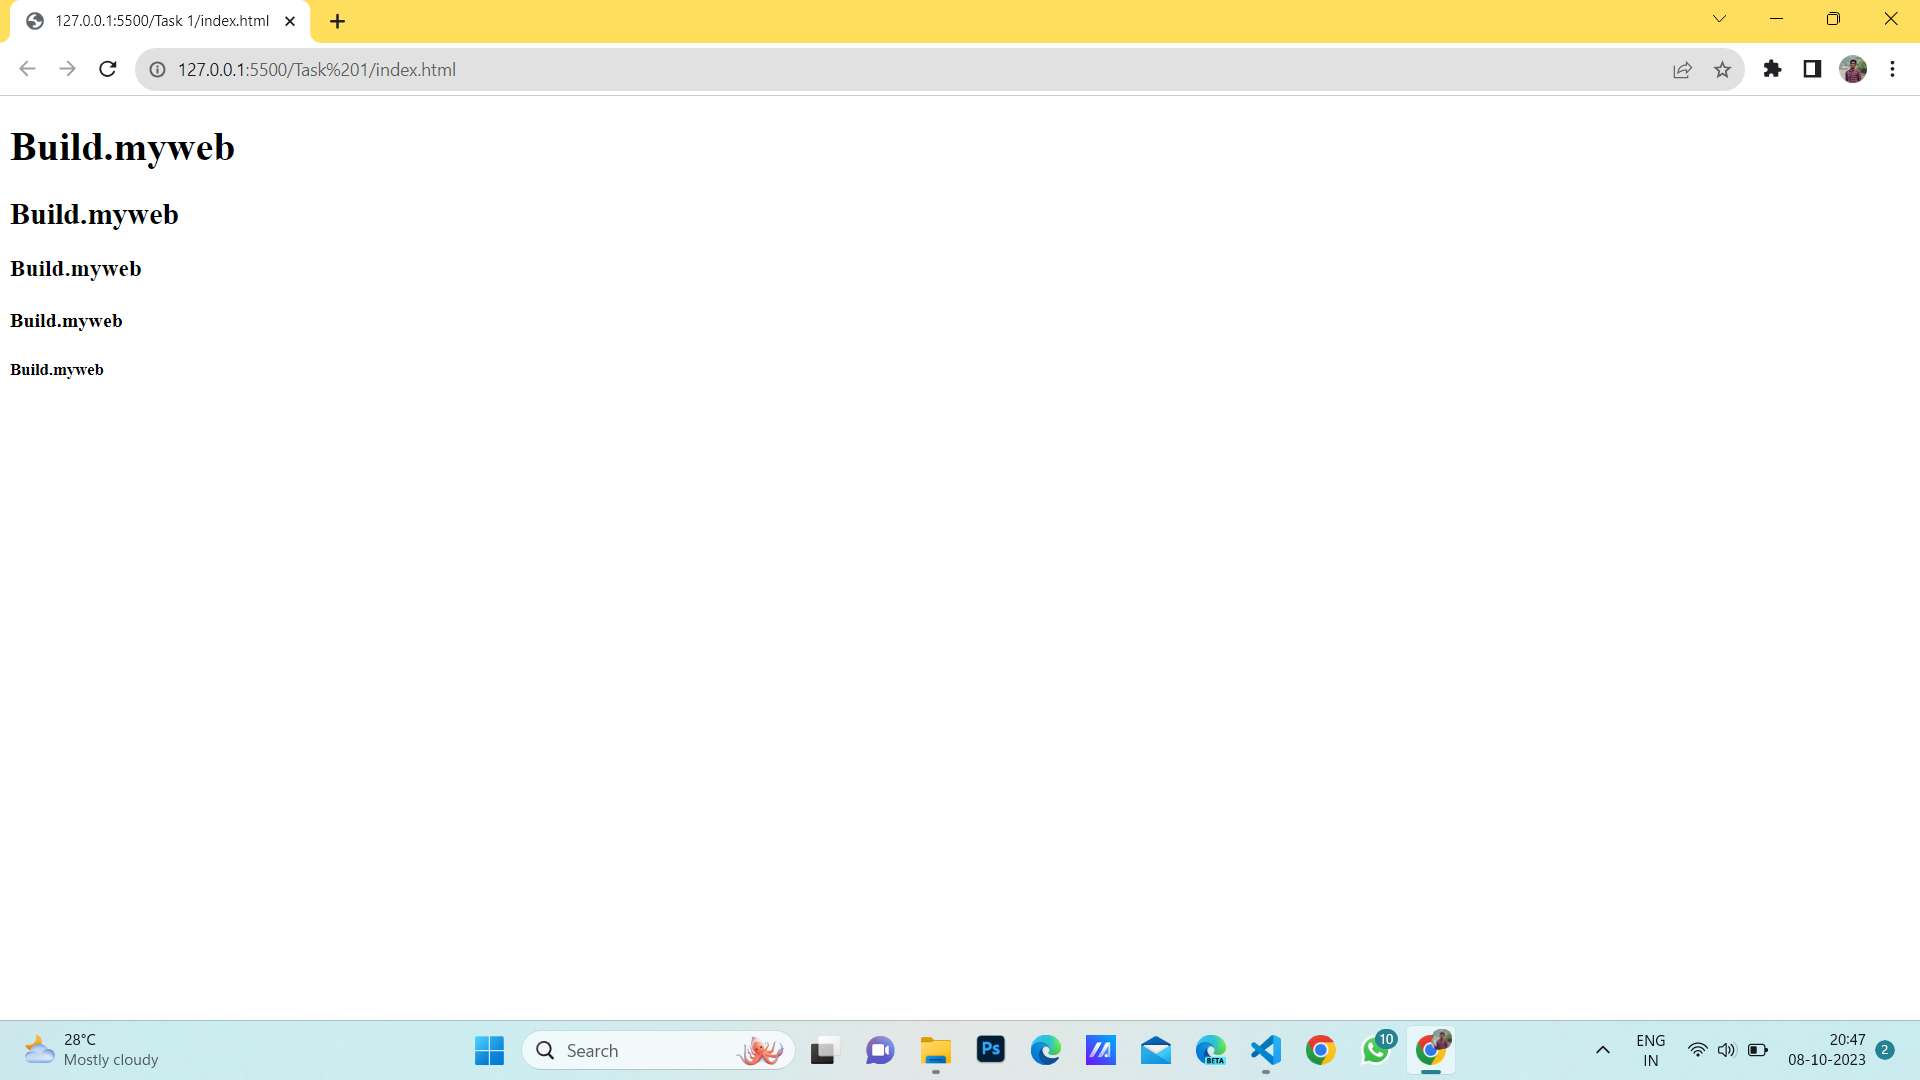 127.0.0.1:5500/Task 1/index.html
127.0.0.1:5500/Task%201/index.html
Build.myweb
Build.myweb
Build.myweb
Build.myweb
Build.myweb
28°C
Mostly cloudy
Search
Ps
BETA
10
ENG
IN
20:47
08-10-2023
2